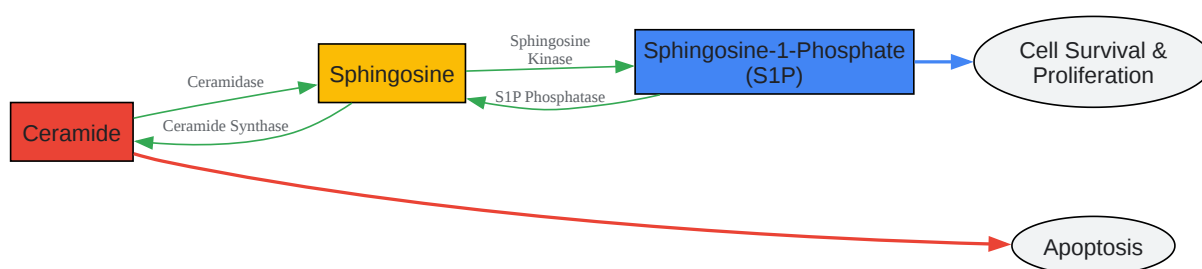 Ceramide
Ceramidase
Ceramide Synthase
Sphingosine
Sphingosine
Kinase
S1P Phosphatase
Sphingosine-1-Phosphate
(S1P)
Cell Survival &
Proliferation
Apoptosis